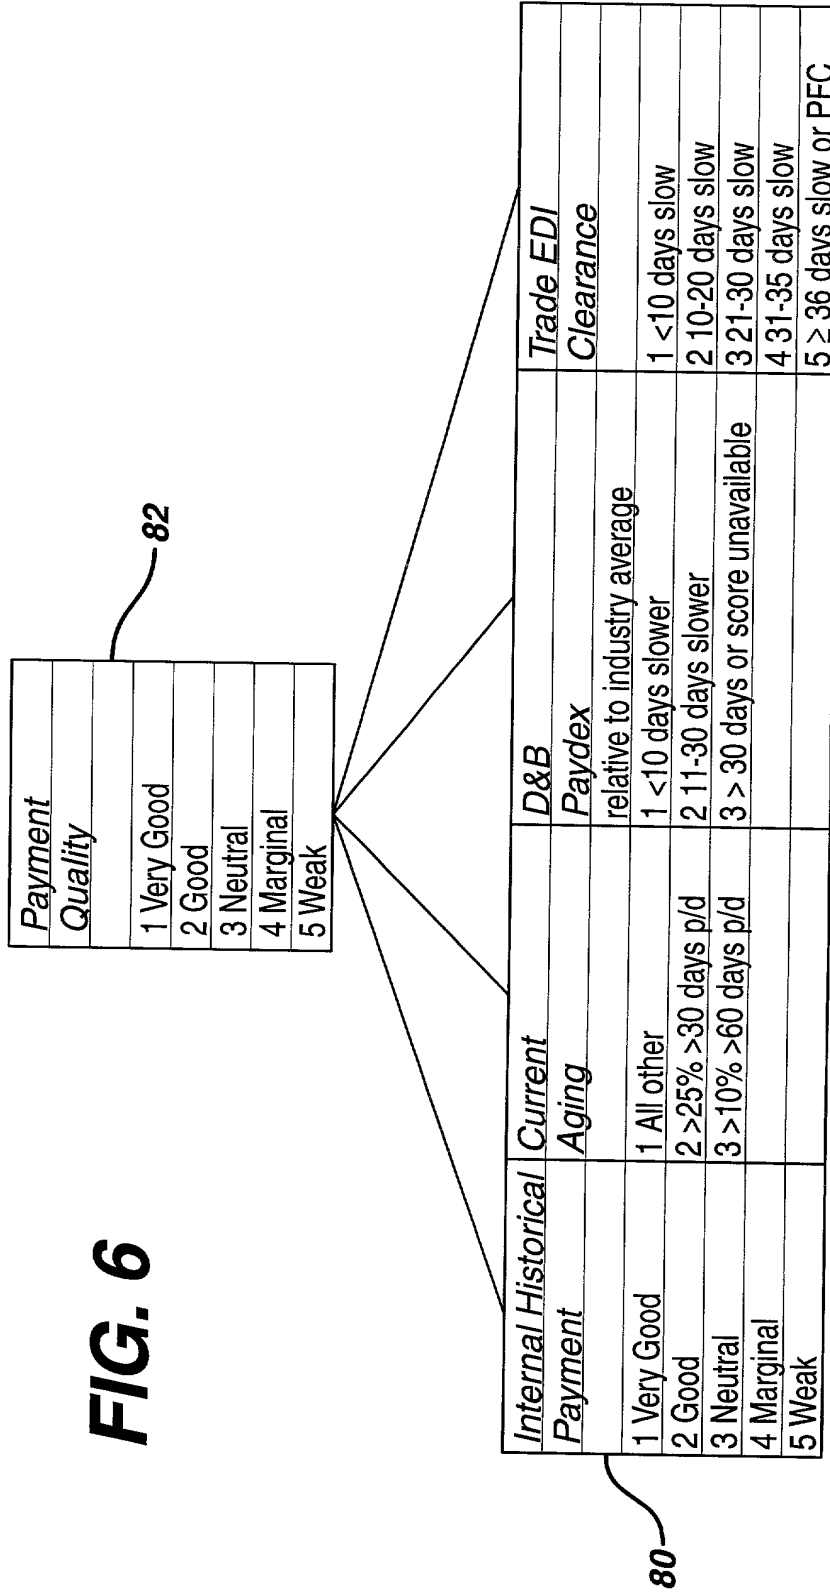 FIG. 6
Payment
Quality
1 Very Good
2 Good
3 Neutral
4 Marginal
5 Weak
82
80
Internal Historical
Payment
1 Very Good
2 Good
3 Neutral
4 Marginal
5 Weak
Current
Aging
1 All other
2 >25% >30 days p/d
3 >10% >60 days p/d
D&B
Paydex
relative to industry average
1 <10 days slower
2 11-30 days slower
3 > 30 days or score unavailable
Trade EDI
Clearance
1 <10 days slow
2 10-20 days slow
3 21-30 days slow
4 31-35 days slow
5 ≥ 36 days slow or PFC